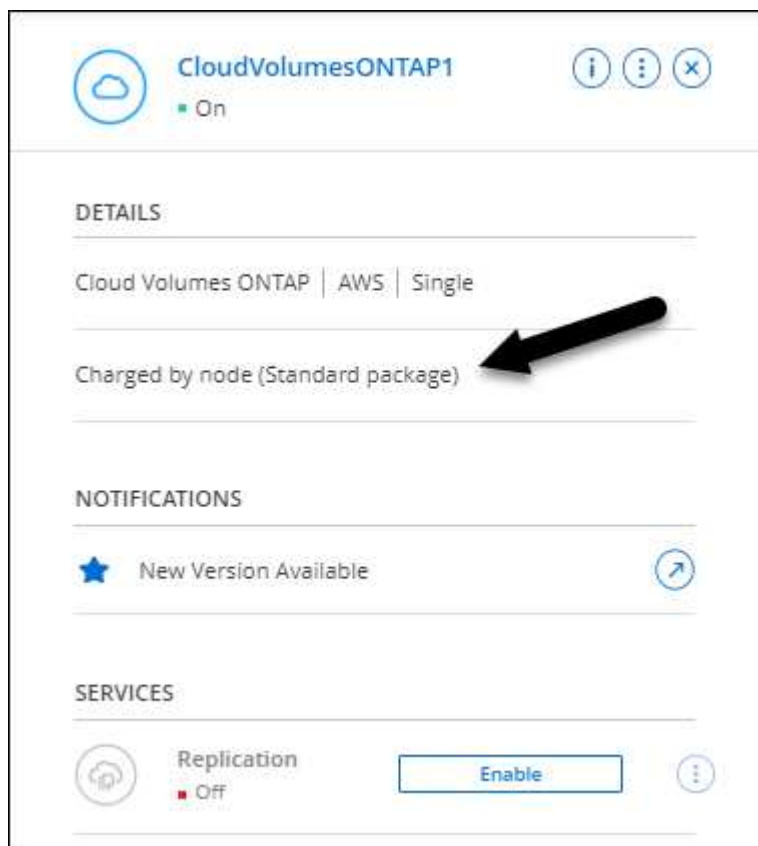 CloudVolumesONTAP1
On
DETAILS
Cloud Volumes ONTAP | AWS | Single
Charged by node (Standard package)
NOTIFICATIONS
New Version Available
SERVICES
Replication
Enable
Off